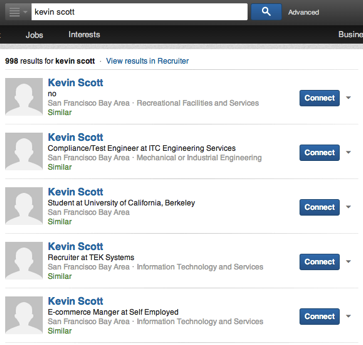 kevin scott
Advanced
Jobs Interests Busine
998 results for kevin scott · View results in Recruiter
Kevin Scott
no
San Francisco Bay Area · Recreational Facilities and Services
Similar
Connect
Kevin Scott
Compliance/Test Engineer at ITC Engineering Services
San Francisco Bay Area · Mechanical or Industrial Engineering
Similar
Connect
Kevin Scott
Student at University of California, Berkeley
San Francisco Bay Area
Similar
Connect
Kevin Scott
Recruiter at TEK Systems
San Francisco Bay Area · Information Technology and Services
Similar
Connect
Kevin Scott
E-commerce Manger at Self Employed
San Francisco Bay Area · Information Technology and Services
Similar
Connect